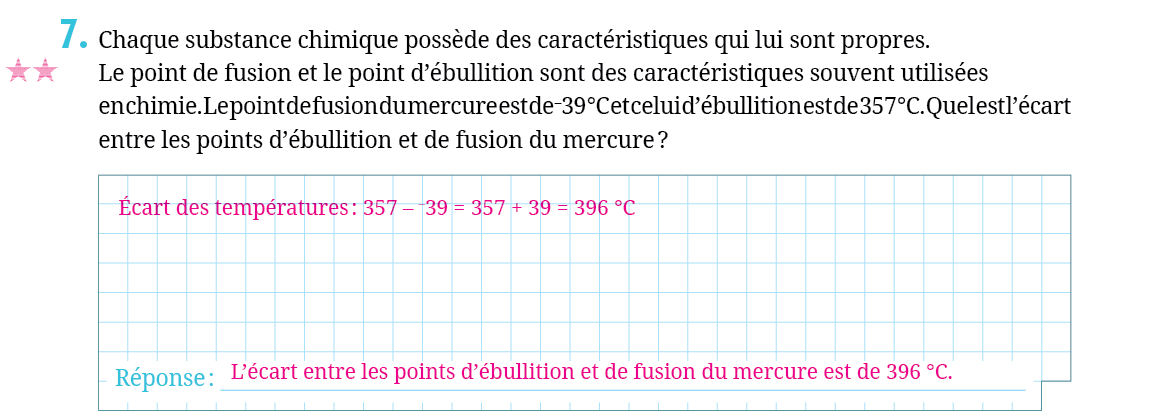 7. Chaque substance chimique possède des caractéristiques qui lui sont propres.
Le point de fusion et le point d’ébullition sont des caractéristiques souvent utilisées
en chimie. Le point de fusion du mercure est de –39 °C et celui d’ébullition est de 357 °C. Quel est l’écart
entre les points d’ébullition et de fusion du mercure ?
Écart des températures : 357 – –39 = 357 + 39 = 396 °C
Réponse : L’écart entre les points d’ébullition et de fusion du mercure est de 396 °C.